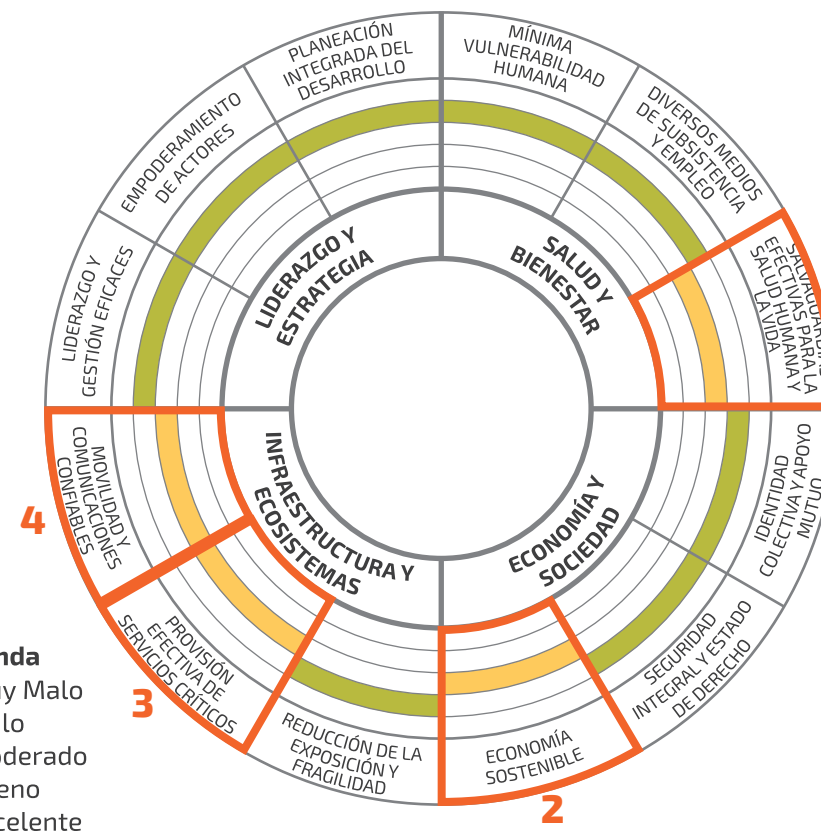 PLANEACIÓN
INTEGRADA DEL
DESARROLLO
MÍNIMA
VULNERABILIDAD
HUMANA
DIVERSOS MEDIOS
DE SUBSISTENCIA
Y EMPLEO
EFECTIVAS PARA LA
SALUD HUMANA Y
LA VIDA
IDENTIDAD
COLECTIVA Y APOYO
MUTUO
SEGURIDAD
INTEGRAL Y ESTADO
DE DERECHO
ECONOMÍA
SOSTENIBLE
2
REDUCCIÓN DE LA
EXPOSICIÓN Y
FRAGILIDAD
PROVISIÓN
EFECTIVA DE
SERVICIOS CRÍTICOS
3
MOVILIDAD Y
COMUNICACIONES
CONFIABLES
4
LIDERAZGO Y
GESTIÓN EFICACES
EMPODERAMIENTO
DE ACTORES
LIDERAZGO Y
ESTRATEGIA
SALUD Y
BIENESTAR
ECONOMÍA Y
SOCIEDAD
INFRAESTRUCTURA Y
ECOSISTEMAS
nda
uy Malo
lo
oderado
eno
celente